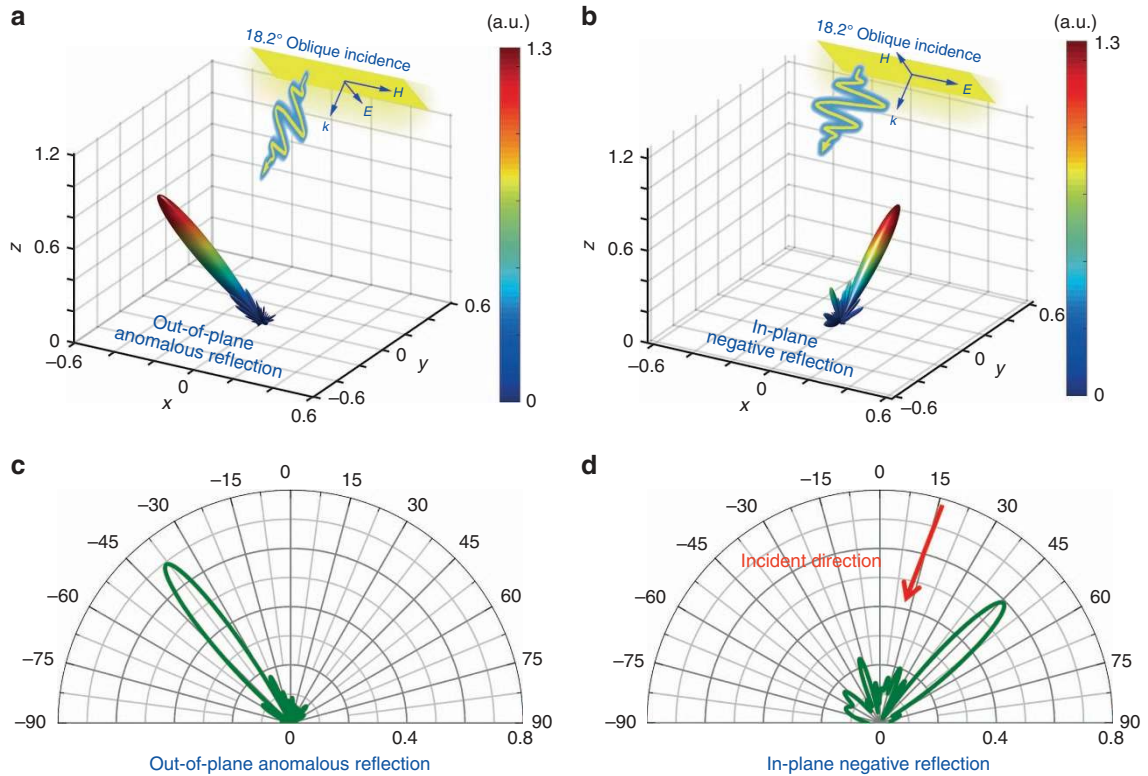 a
(a.u.)
18.2° Oblique incidence
H
E
k
1.3
0
1.2
0.6
0
z
Out-of-plane
anomalous reflection
–0.6
0
0.6
x
–0.6
0
0.6
y
b
(a.u.)
18.2° Oblique incidence
H
E
k
1.3
0
1.2
0.6
0
z
In-plane
negative reflection
–0.6
0
0.6
x
–0.6
0
0.6
y
c
–90
–75
–60
–45
–30
–15
0
15
30
45
60
75
90
0
0.4
0.8
Out-of-plane anomalous reflection
d
–90
–75
–60
–45
–30
–15
0
15
30
45
60
75
90
Incident direction
0
0.4
0.8
In-plane negative reflection